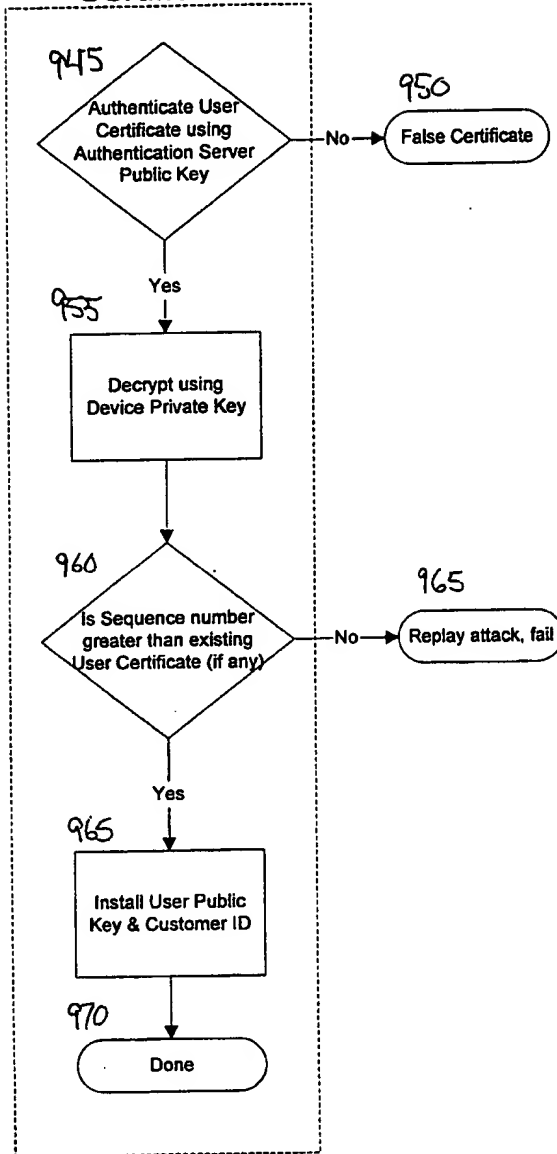 945
Authenticate User
Certificate using
Authentication Server
Public Key
No
950
False Certificate
Yes
955
Decrypt using
Device Private Key
960
Is Sequence number
greater than existing
User Certificate (if any)
No
965
Replay attack, fail
Yes
965
Install User Public
Key & Customer ID
970
Done